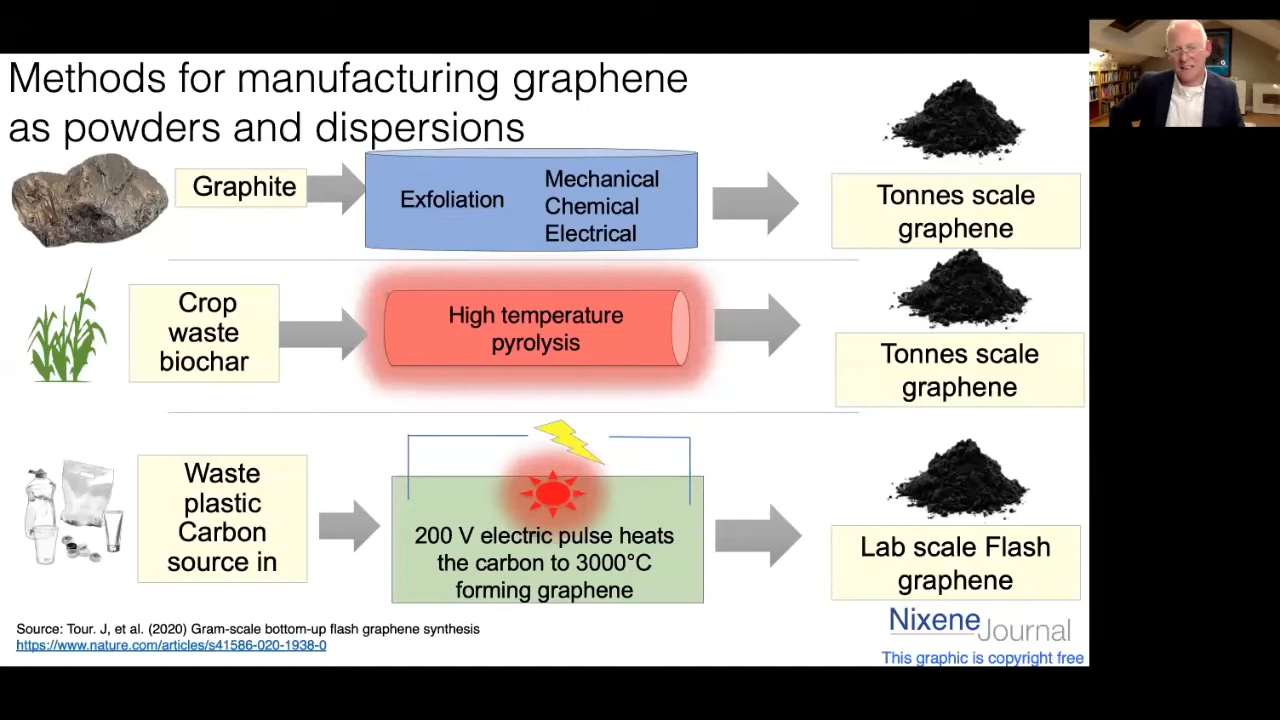 Methods for manufacturing graphene
as powders and dispersions
Graphite
Exfoliation
Mechanical
Chemical
Electrical
Tonnes scale
graphene
Crop
waste
biochar
High temperature
pyrolysis
Tonnes scale
graphene
Waste
plastic
Carbon
source in
200 V electric pulse heats
the carbon to 3000°C
forming graphene
Lab scale Flash
graphene
Source: Tour. J, et al. (2020) Gram-scale bottom-up flash graphene synthesis
https://www.nature.com/articles/s41586-020-1938-0
Nixene Journal
This graphic is copyright free